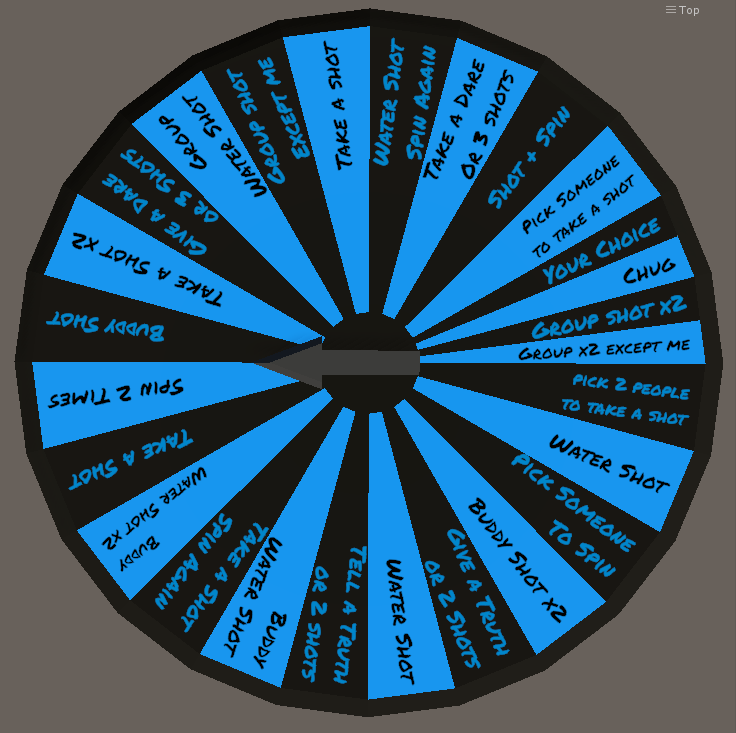 Top
Take a shot
Water Shot
Spin Again
Take a Dare
Or 3 shots
Shot + Spin
Pick Someone
to take a shot
Your Choice
Chug
Group shot x2
Group x2 except me
Pick 2 people
to take a shot
Water Shot
Pick Someone
To Spin
Buddy Shot x2
Give a Truth
or 2 Shots
Water Shot
Tell a Truth
or 2 shots
Buddy
Water Shot
Take a Shot
Spin Again
Buddy
Water Shot x2
Take a Shot
Spin 2 Times
Buddy Shot
Take a Shot x2
Give a Dare
or 3 Shots
Group
Water Shot
Group shot
except me